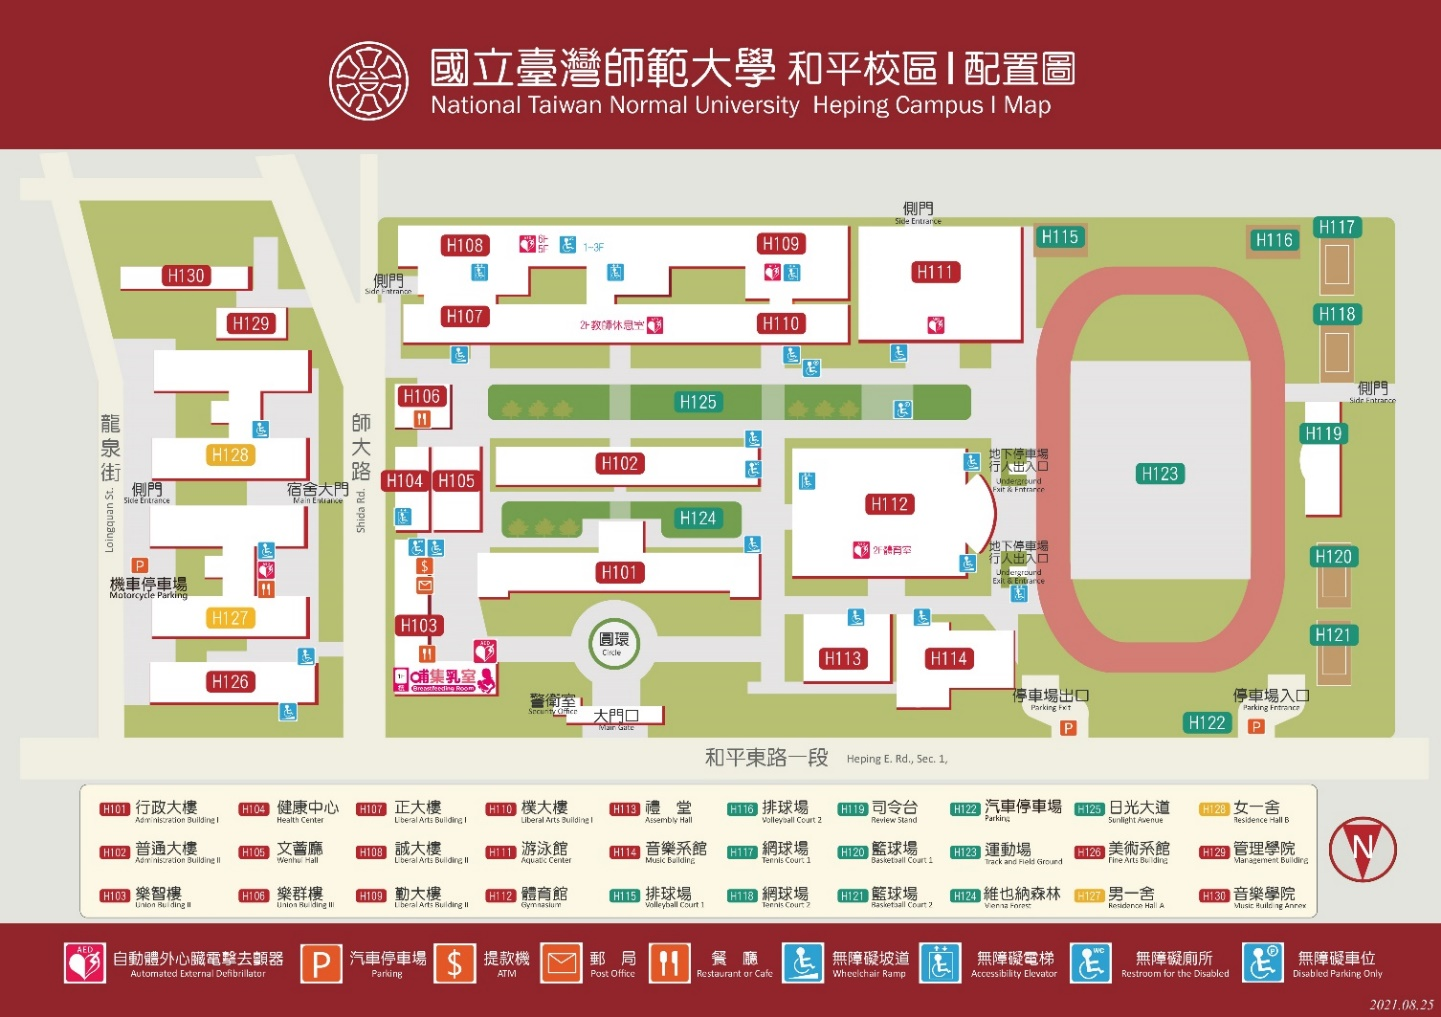 國立臺灣師範大學 和平校區 I 配置圖
National Taiwan Normal University Heping Campus I Map
側門
Side Entrance
H117
H115
H116
H108
6F
5F
1-3F
H109
H111
H130
側門
Side Entrance
H129
H107
2F教師休息室
H110
H118
側門
Side Entrance
H106
H125
龍泉街
Loingquan St.
師大路
Shida Rd.
H128
H119
H102
地下停車場
行人出入口
Underground
Exit & Entrance
H104
H105
H123
側門
Side Entrance
宿舍大門
Main Entrance
H112
H124
2F體育室
地下停車場
行人出入口
Underground
Exit & Entrance
H120
P
機車停車場
Motorcycle Parking
$
H101
H127
H103
AED
圓環
Circle
H121
H113
H114
H126
哺集乳室
Breastfeeding Room
警衛室
Security Office
大門口
Main Gate
停車場出口
Parking Exit
P
H122
停車場入口
Parking Entrance
P
和平東路一段 Heping E. Rd., Sec. 1,
H101 行政大樓
Administration Building I
H104 健康中心
Health Center
H107 正大樓
Liberal Arts Building I
H110 樸大樓
Liberal Arts Building I
H113 禮 堂
Assembly Hall
H116 排球場
Volleyball Court 2
H119 司令台
Review Stand
H122 汽車停車場
Parking
H125 日光大道
Sunlight Avenue
H128 女一舍
Residence Hall B
H102 普通大樓
Administration Building II
H105 文薈廳
Wenhui Hall
H108 誠大樓
Liberal Arts Building II
H111 游泳館
Aquatic Center
H114 音樂系館
Music Building
H117 網球場
Tennis Court 1
H120 籃球場
Basketball Court 1
H123 運動場
Track and Field Ground
H126 美術系館
Fine Arts Building
H129 管理學院
Management Building
H103 樂智樓
Union Building II
H106 樂群樓
Union Building III
H109 勤大樓
Liberal Arts Building II
H112 體育館
Gymnasium
H115 排球場
Volleyball Court 1
H118 網球場
Tennis Court 2
H121 籃球場
Basketball Court 2
H124 維也納森林
Vienna Forest
H127 男一舍
Residence Hall A
H130 音樂學院
Music Building Annex
N
AED
自動體外心臟電擊去顫器
Automated External Defibrillator
P
汽車停車場
Parking
$
提款機
ATM
郵 局
Post Office
餐 廳
Restaurant or Cafe
無障礙坡道
Wheelchair Ramp
無障礙電梯
Accessibility Elevator
WC
無障礙廁所
Restroom for the Disabled
P
無障礙車位
Disabled Parking Only
2021.08.25